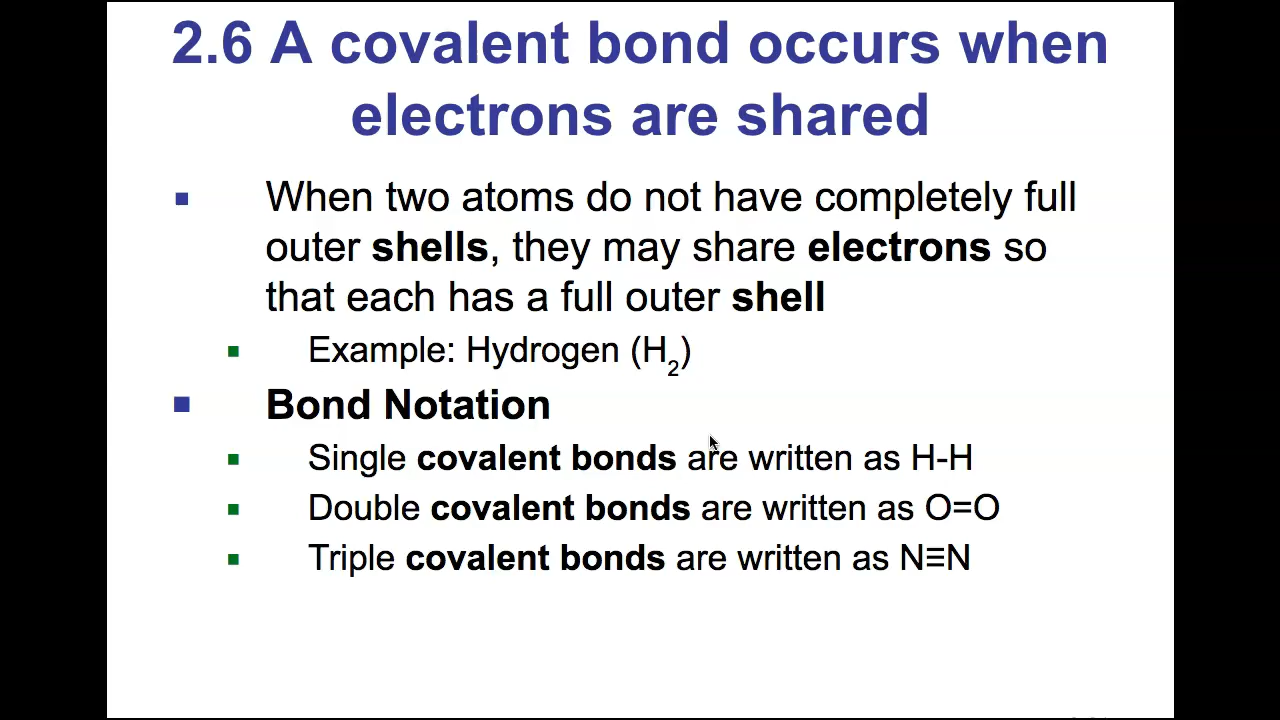 2.6 A covalent bond occurs when
electrons are shared
▪ When two atoms do not have completely full
outer shells, they may share electrons so
that each has a full outer shell
▪ Example: Hydrogen (H₂)
▪ Bond Notation
▪ Single covalent bonds are written as H-H
▪ Double covalent bonds are written as O=O
▪ Triple covalent bonds are written as N≡N